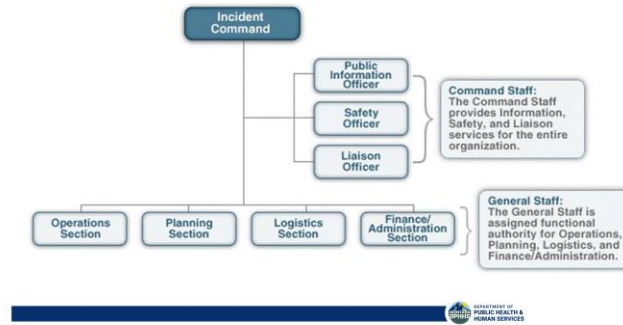 Incident
Command
Public
Information
Officer
Safety
Officer
Liaison
Officer
Command Staff:
The Command Staff
provides Information,
Safety, and Liaison
services for the entire
organization.
Operations
Section
Planning
Section
Logistics
Section
Finance/
Administration
Section
General Staff:
The General Staff is
assigned functional
authority for Operations,
Planning, Logistics, and
Finance/Administration.
DPHHS
DEPARTMENT OF
PUBLIC HEALTH &
HUMAN SERVICES